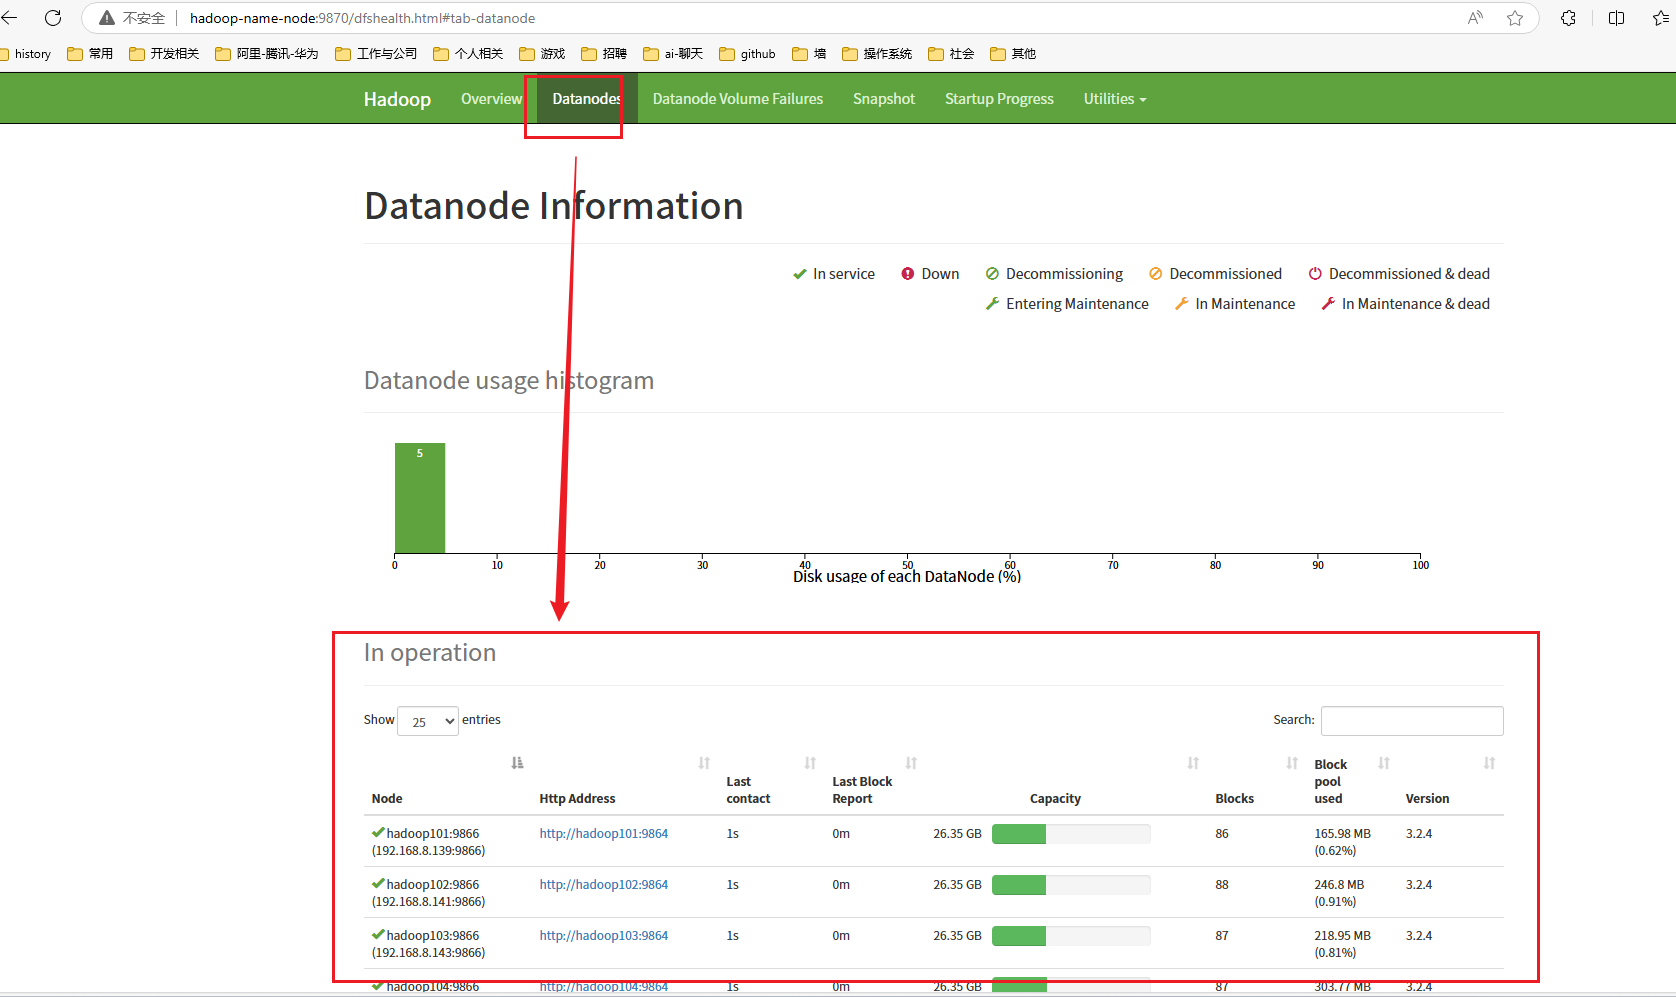 不安全 hadoop-name-node:9870/dfshealth.html#tab-datanode
history 常用 开发相关 阿里-腾讯-华为 工作与公司 个人相关 游戏 招聘 ai-聊天 github 墙 操作系统 社会 其他
Hadoop Overview Datanodes Datanode Volume Failures Snapshot Startup Progress Utilities
Datanode Information
In service Down Decommissioning Decommissioned Decommissioned & dead
Entering Maintenance In Maintenance In Maintenance & dead
Datanode usage histogram
5
0 10 20 30 40 50 60 70 80 90 100
Disk usage of each DataNode (%)
In operation
Show 25 entries Search:
Node Http Address Last contact Last Block Report Capacity Blocks Block pool used Version
hadoop101:9866 http://hadoop101:9864 1s 0m 26.35 GB 86 165.98 MB 3.2.4
(192.168.8.139:9866) (0.62%)
hadoop102:9866 http://hadoop102:9864 1s 0m 26.35 GB 88 246.8 MB 3.2.4
(192.168.8.141:9866) (0.91%)
hadoop103:9866 http://hadoop103:9864 1s 0m 26.35 GB 87 218.95 MB 3.2.4
(192.168.8.143:9866) (0.81%)
hadoop104:9866 http://hadoop104:9864 1s 0m 26.35 GB 87 303.77 MB 3.2.4